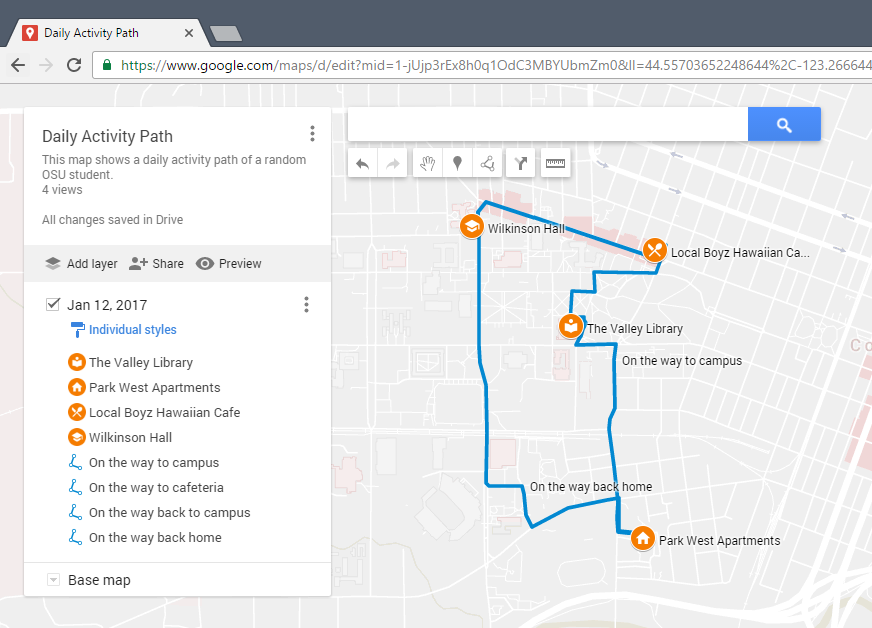 Daily Activity Path
https://www.google.com/maps/d/edit?mid=1-jUjp3rEx8h0q1OdC3MBYUbmZm0&ll=44.55703652248644%2C-123.266644
Daily Activity Path
This map shows a daily activity path of a random
OSU student.
4 views
All changes saved in Drive
Add layer
Share
Preview
Jan 12, 2017
Individual styles
The Valley Library
Park West Apartments
Local Boyz Hawaiian Cafe
Wilkinson Hall
On the way to campus
On the way to cafeteria
On the way back to campus
On the way back home
Base map
Wilkinson Hall
Local Boyz Hawaiian Ca...
The Valley Library
On the way to campus
Co
On the way back home
Park West Apartments